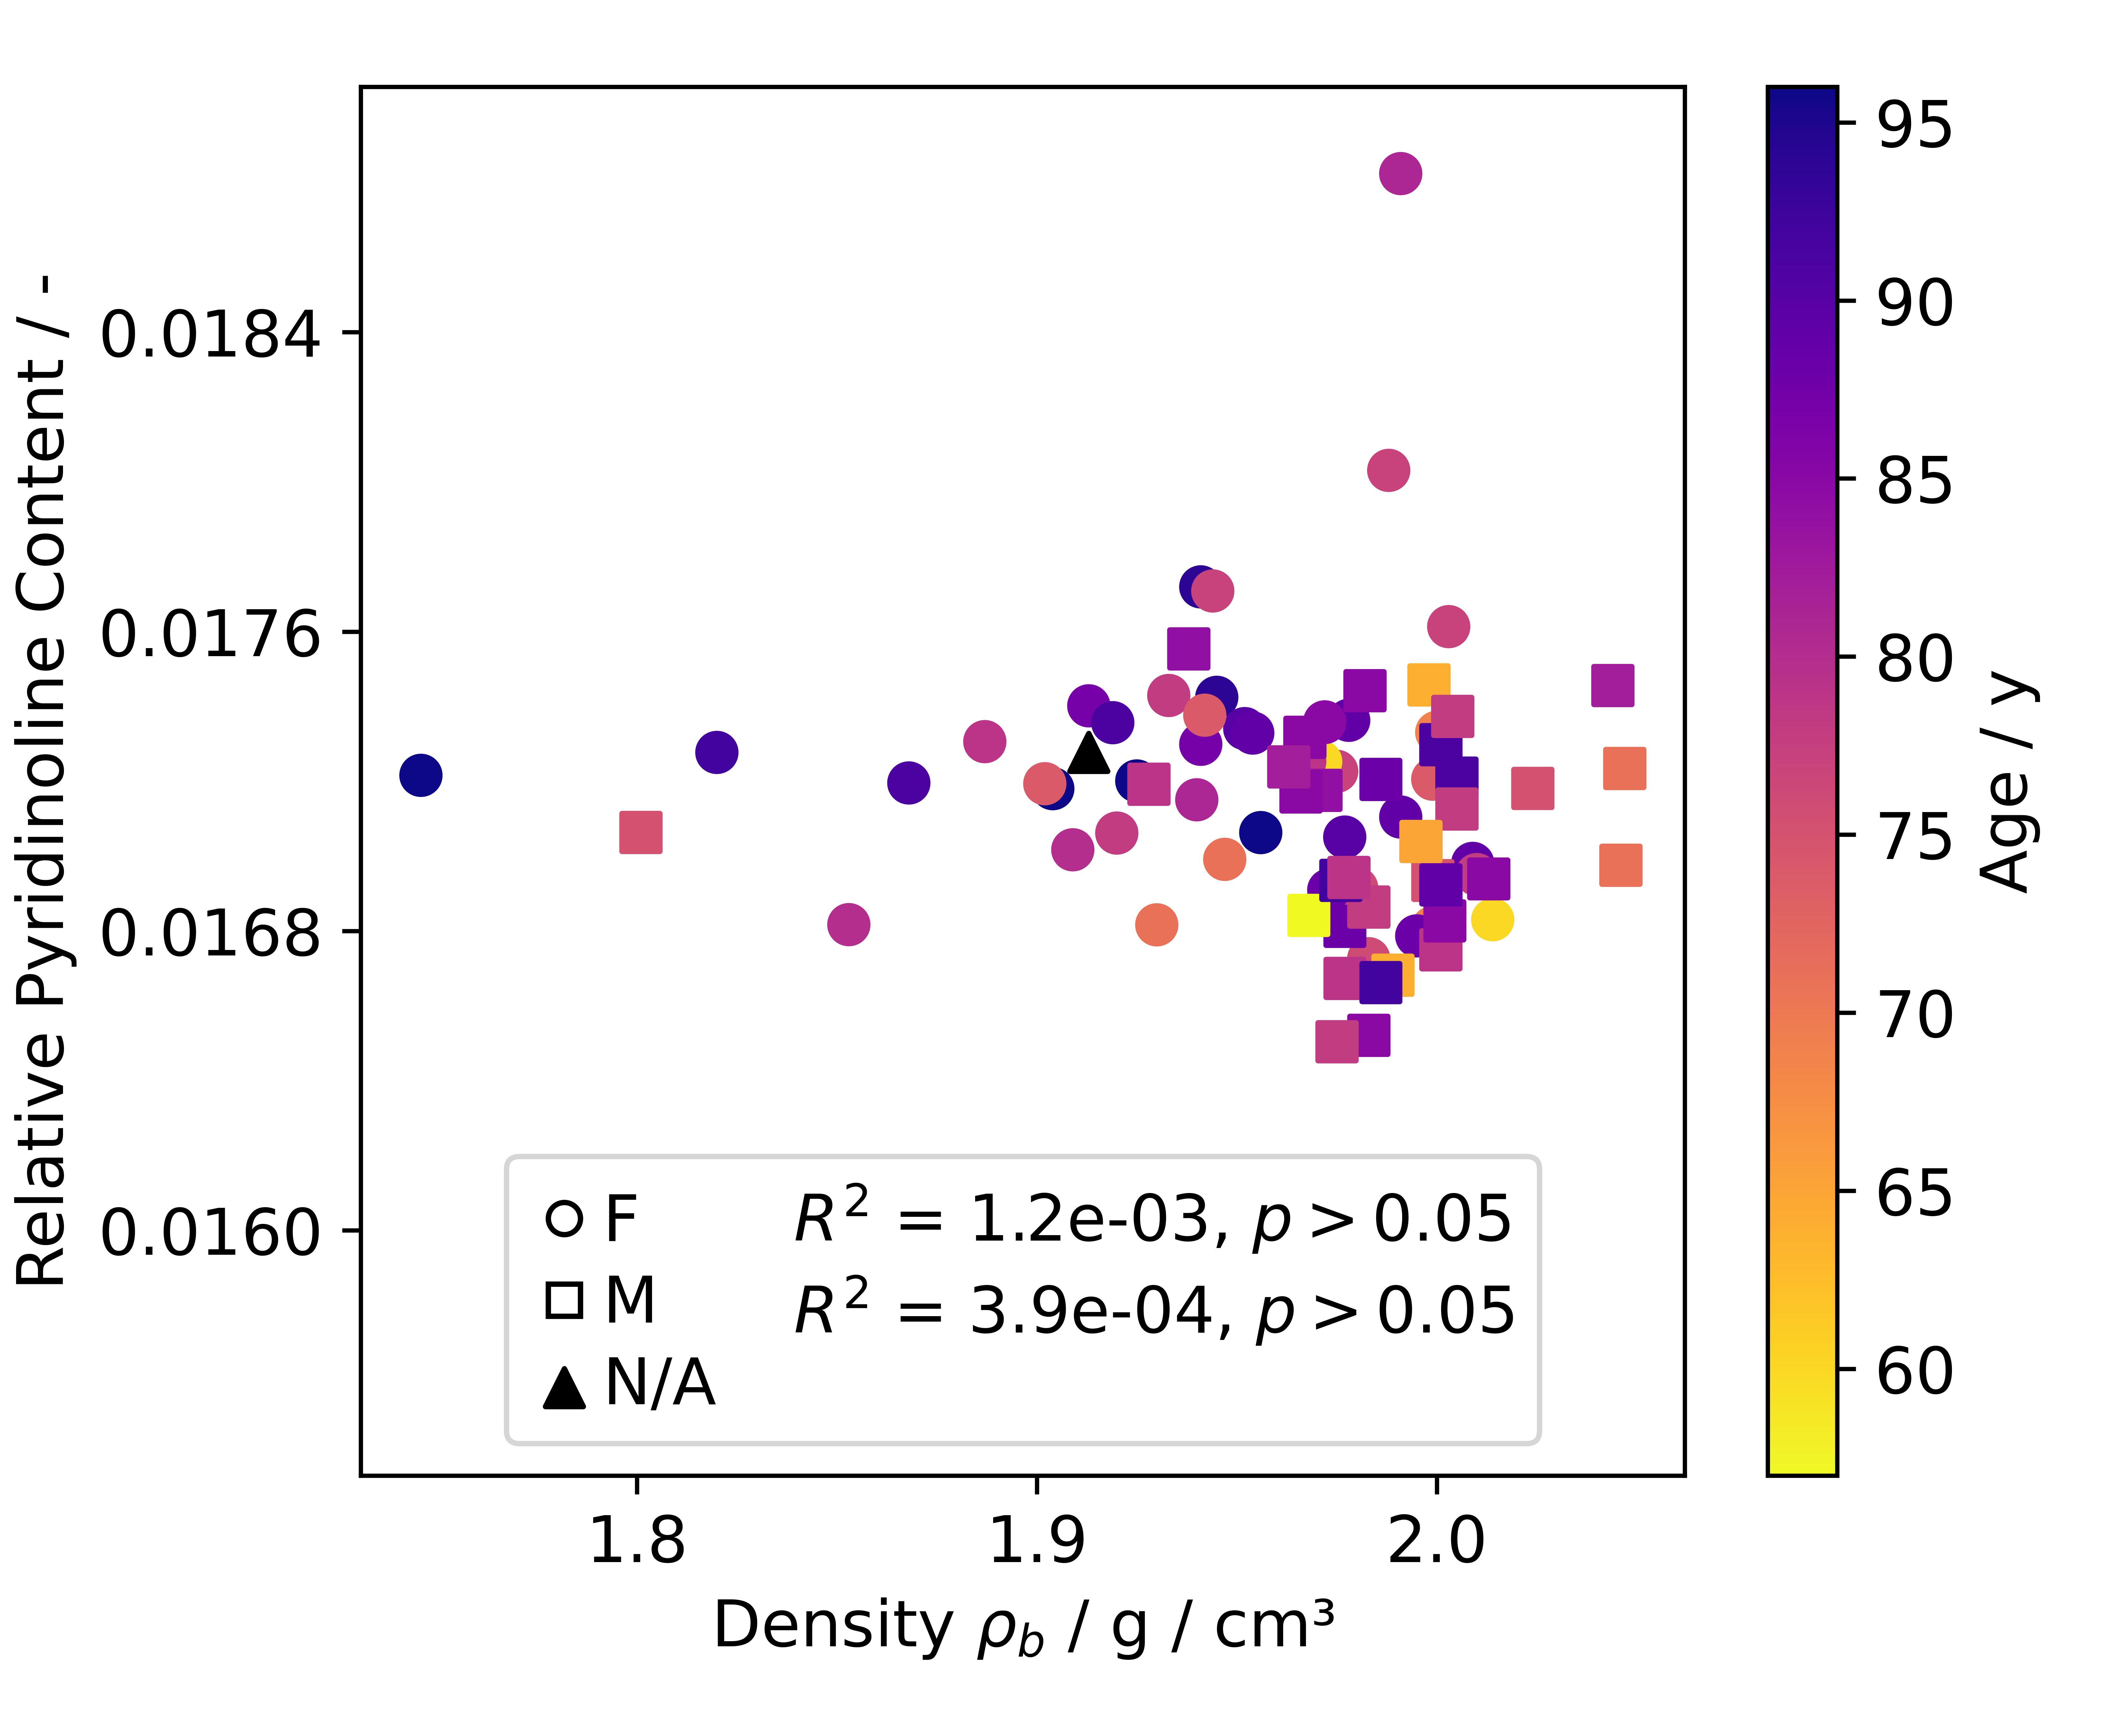 Relative Pyridinoline Content / -
0.0184
0.0176
0.0168
0.0160
F R² = 1.2e-03, p > 0.05
M R² = 3.9e-04, p > 0.05
N/A
1.8 1.9 2.0
Density ρb / g / cm³
95
90
85
80
75
70
65
60
Age / y